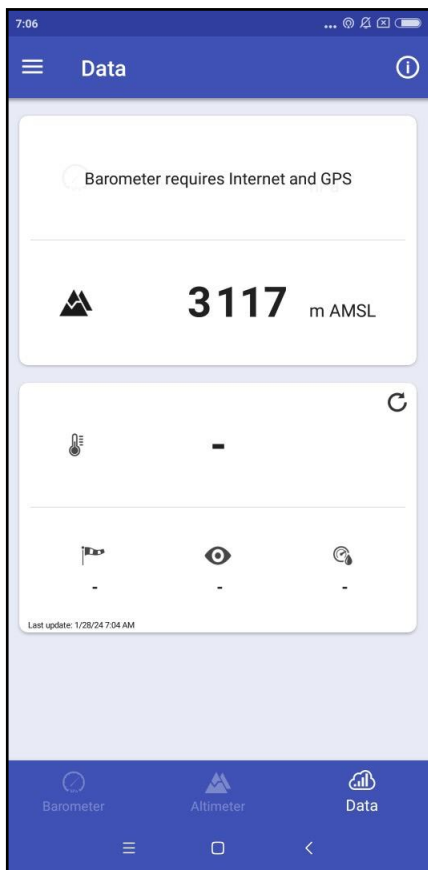 7:06
Data
Barometer requires Internet and GPS
3117 m AMSL
-
- - -
Last update: 1/28/24 7:04 AM
Barometer Altimeter Data